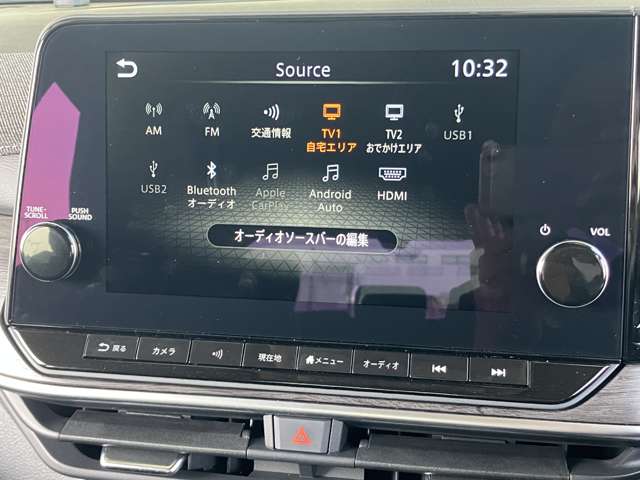 Source
10:32
AM
FM
交通情報
TV1
自宅エリア
TV2
おでかけエリア
USB1
USB2
Bluetooth
オーディオ
Apple
CarPlay
Android
Auto
HDMI
オーディオソースバーの編集
TUNE-
SCROLL
PUSH
SOUND
VOL
戻る
カメラ
現在地
メニュー
オーディオ